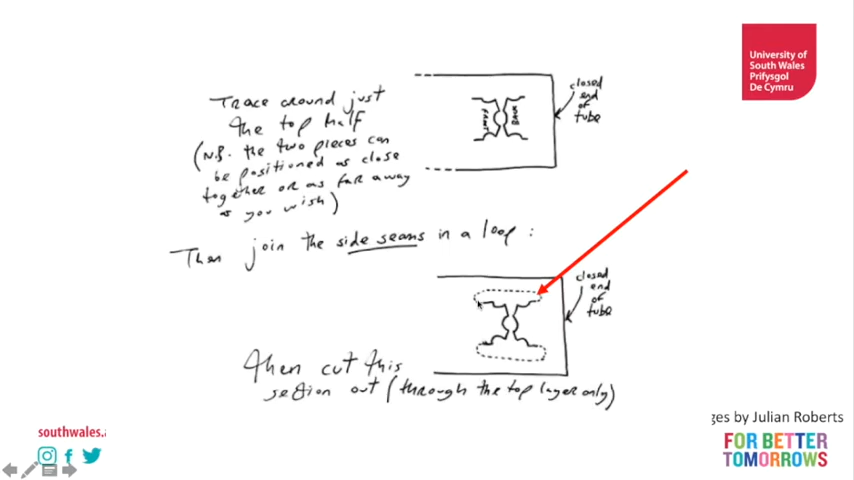 University of
South Wales
Prifysgol
De Cymru
Trace around just
the top half
(N.B. the two pieces can
be positioned as close
together or as far away
as you wish)
FRONT
BACK
closed
end
of
tube
Then join the side seams in a loop :
closed
end
of
tube
then cut this
section out (through the top layer only)
southwales.a
ges by Julian Roberts
FOR BETTER
TOMORROWS